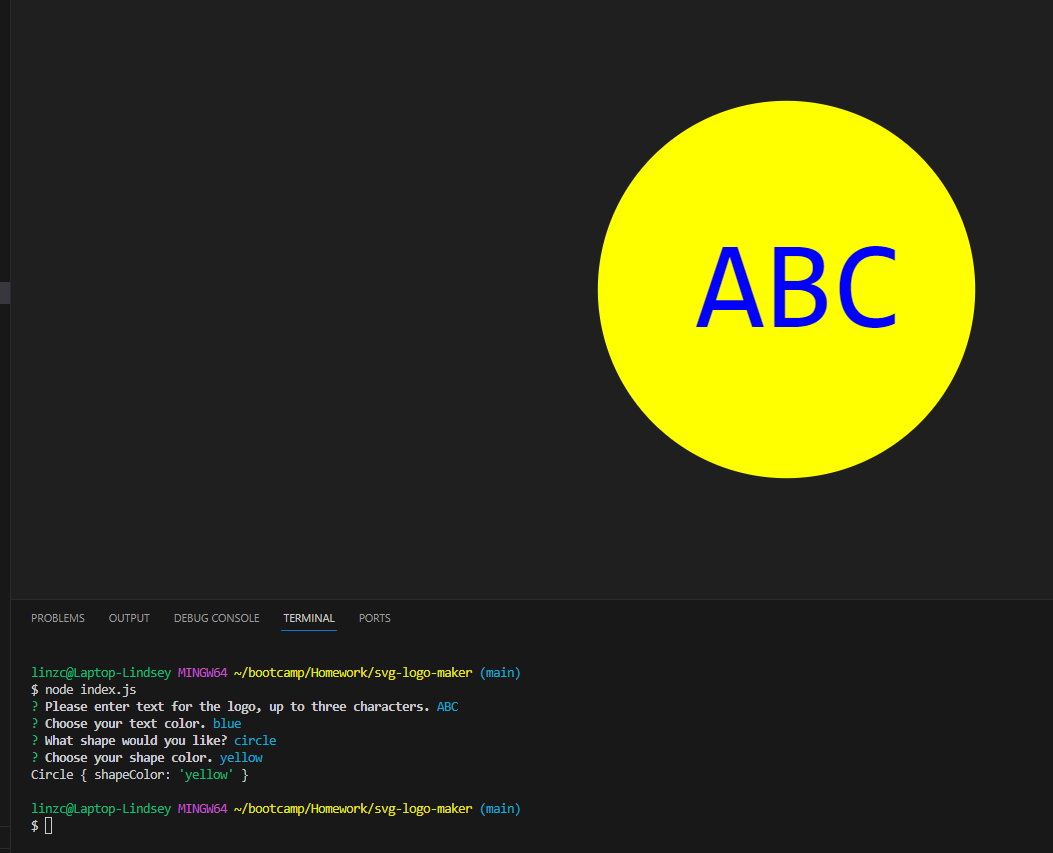 ABC
PROBLEMS OUTPUT DEBUG CONSOLE TERMINAL PORTS
linzc@Laptop-Lindsey MINGW64 ~/bootcamp/Homework/svg-logo-maker (main)
$ node index.js
? Please enter text for the logo, up to three characters. ABC
? Choose your text color. blue
? What shape would you like? circle
? Choose your shape color. yellow
Circle { shapeColor: 'yellow' }
linzc@Laptop-Lindsey MINGW64 ~/bootcamp/Homework/svg-logo-maker (main)
$